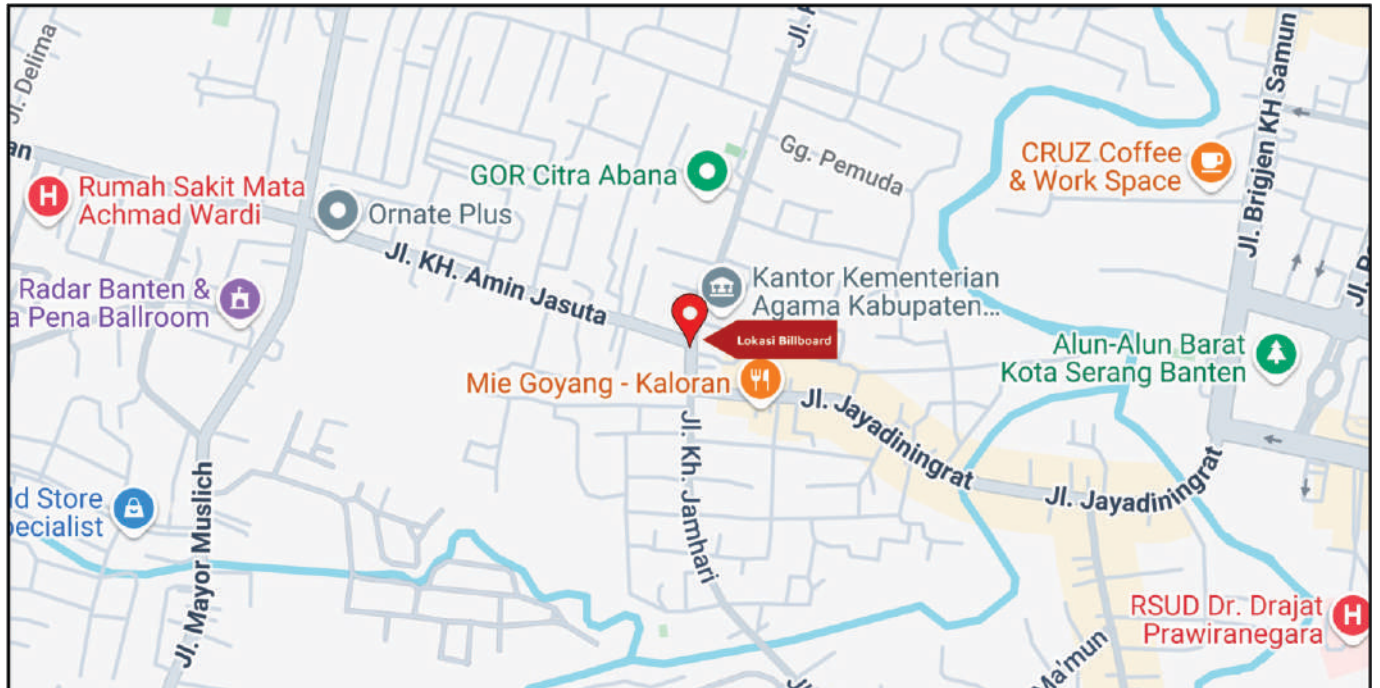 Jl. Delima
an
Rumah Sakit Mata
Achmad Wardi
Ornate Plus
GOR Citra Abana
Gg. Pemuda
CRUZ Coffee
& Work Space
Jl. Brigjen KH Samun
Jl. KH. Amin Jasuta
Radar Banten &
a Pena Ballroom
Kantor Kementerian
Agama Kabupaten...
Lokasi Billboard
Alun-Alun Barat
Kota Serang Banten
Mie Goyang - Kaloran
Jl. Jayadiningrat
Jl. Jayadiningrat
Jl. Kh. Jamhari
ld Store
pecialist
Jl. Mayor Muslich
RSUD Dr. Drajat
Prawiranegara
Ma'mun